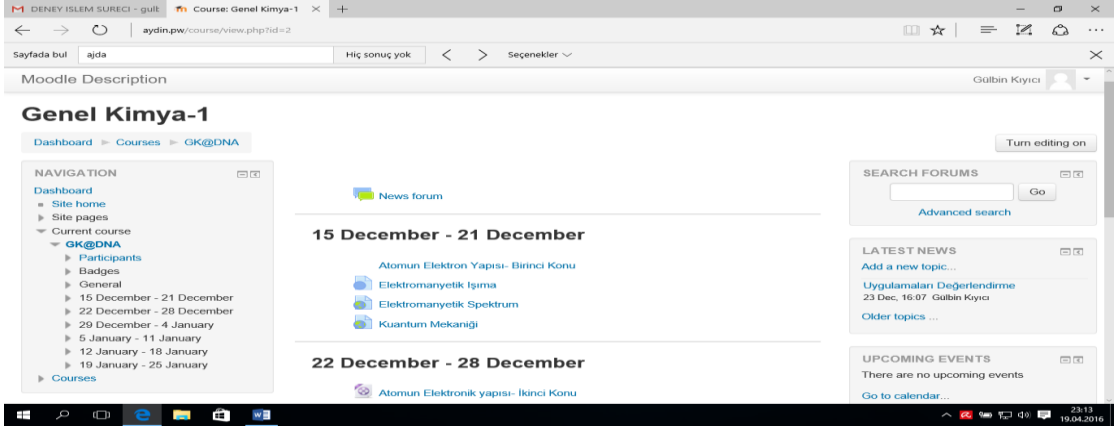 DENEY ISLEM SURECI - gulb
Course: Genel Kimya-1
aydin.pw/course/view.php?id=2
Sayfada bul ajda Hiç sonuç yok Seçenekler
Moodle Description Gülbin Kıyıcı
Genel Kimya-1
Dashboard Courses GK@DNA Turn editing on
NAVIGATION
Dashboard
Site home
Site pages
Current course
GK@DNA
Participants
Badges
General
15 December - 21 December
22 December - 28 December
29 December - 4 January
5 January - 11 January
12 January - 18 January
19 January - 25 January
Courses
News forum
15 December - 21 December
Atomun Elektron Yapısı- Birinci Konu
Elektromanyetik Işıma
Elektromanyetik Spektrum
Kuantum Mekaniği
22 December - 28 December
Atomun Elektronik yapısı- İkinci Konu
SEARCH FORUMS
Go
Advanced search
LATEST NEWS
Add a new topic...
Uygulamaları Değerlendirme
23 Dec, 16:07 Gülbin Kıyıcı
Older topics ...
UPCOMING EVENTS
There are no upcoming events
Go to calendar...
23:13
19.04.2016